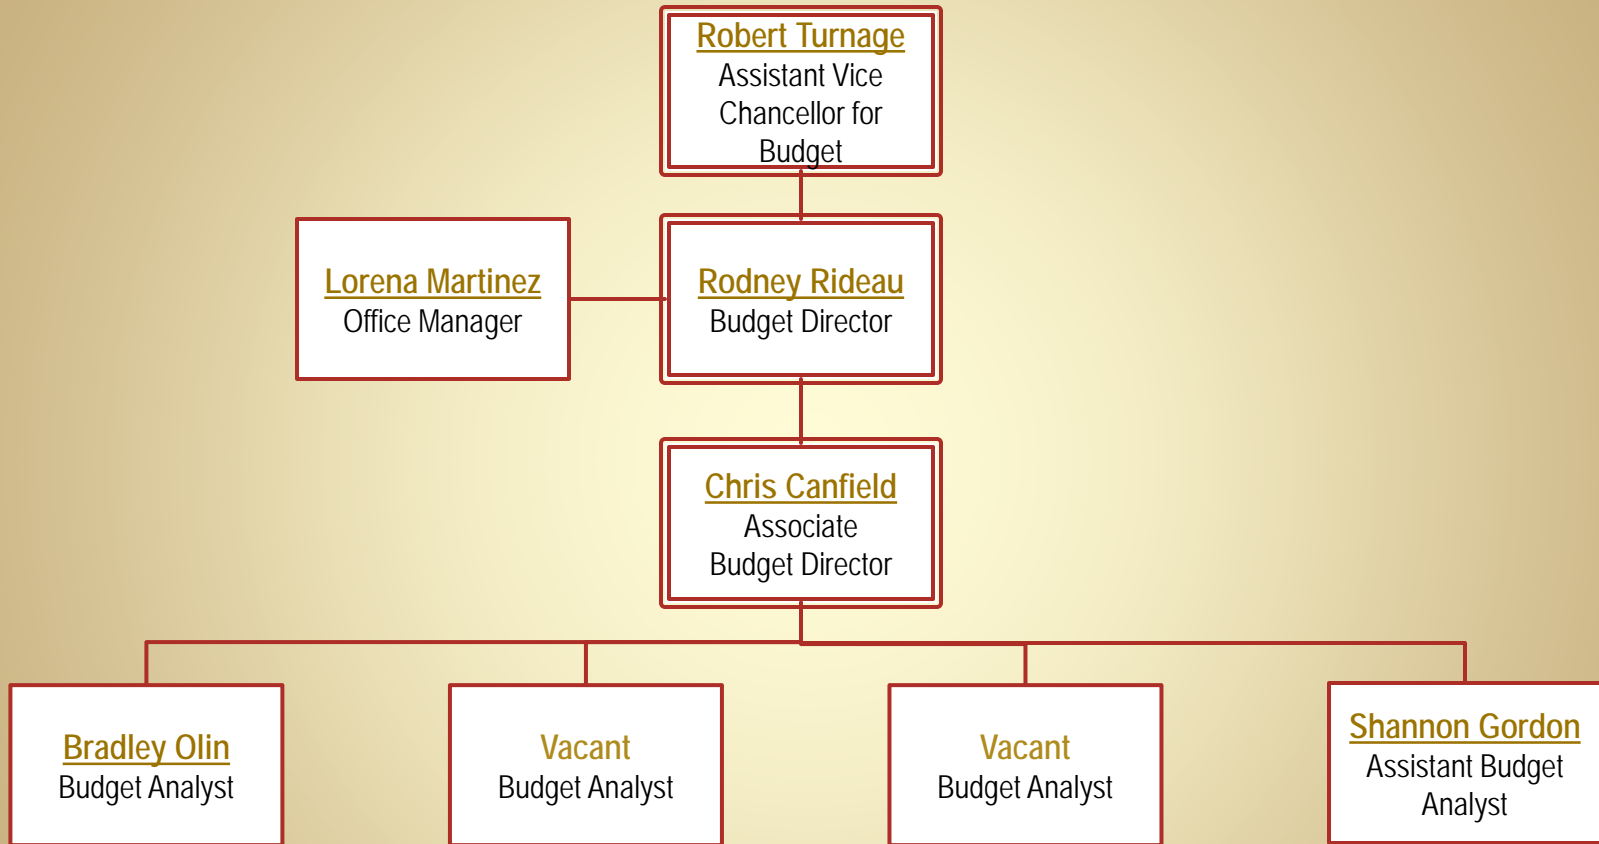 Robert Turnage
Assistant Vice
Chancellor for
Budget
Lorena Martinez
Office Manager
Rodney Rideau
Budget Director
Chris Canfield
Associate
Budget Director
Bradley Olin
Budget Analyst
Vacant
Budget Analyst
Vacant
Budget Analyst
Shannon Gordon
Assistant Budget
Analyst